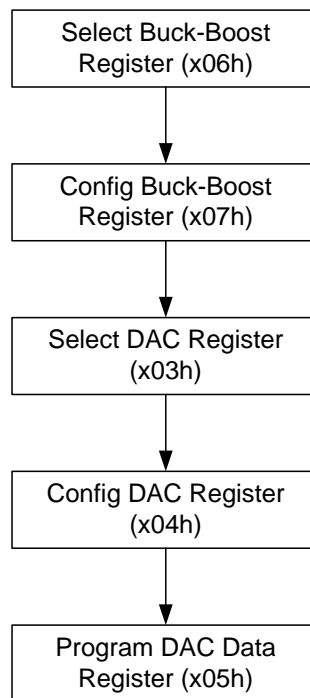 Select Buck-Boost
Register (x06h)
Config Buck-Boost
Register (x07h)
Select DAC Register
(x03h)
Config DAC Register
(x04h)
Program DAC Data
Register (x05h)